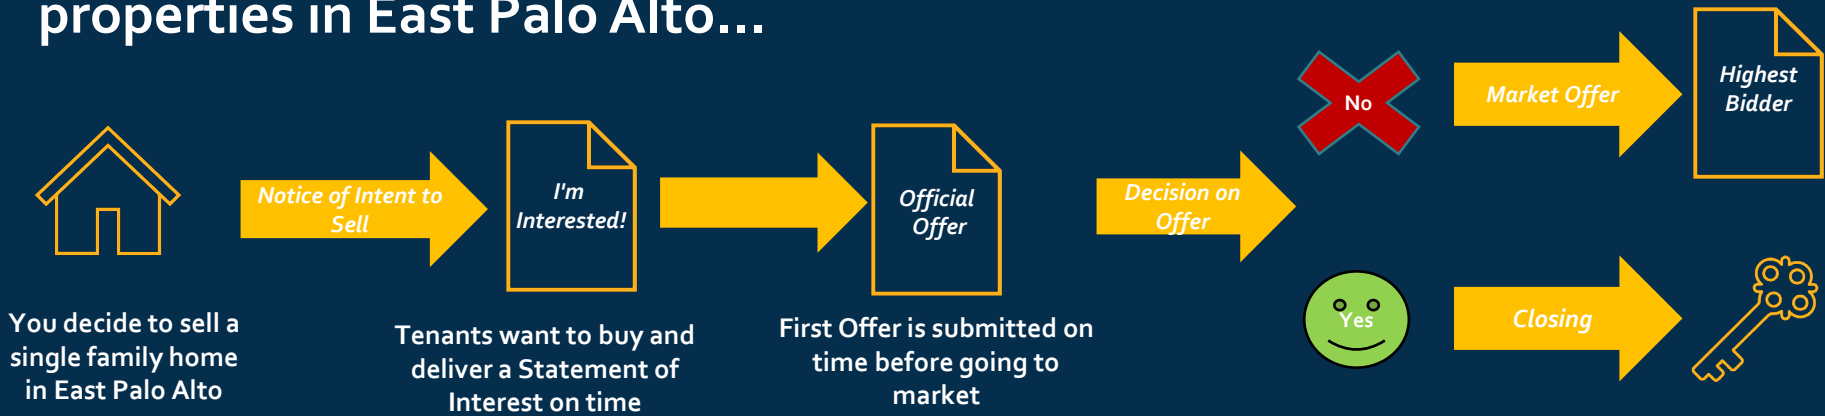 properties in East Palo Alto...
Notice of Intent to
Sell
I'm
Interested!
Official
Offer
Decision on
Offer
No
Market Offer
Highest
Bidder
Yes
Closing
You decide to sell a
single family home
in East Palo Alto
Tenants want to buy and
deliver a Statement of
Interest on time
First Offer is submitted on
time before going to
market